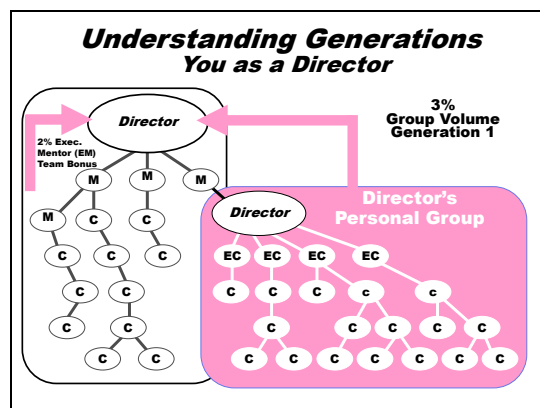 Understanding Generations
You as a Director
3%
Group Volume
Generation 1
Director
2% Exec.
Mentor (EM)
Team Bonus
M M M
Director's
Personal Group
Director
M C C
C C C EC EC EC EC
C C C C C c c
C C C C C C C
C C C C C C C C C